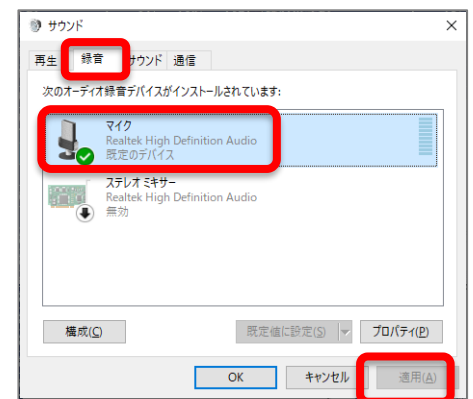 サウンド
再生 録音 サウンド 通信
次のオーディオ録音デバイスがインストールされています:
マイク
Realtek High Definition Audio
既定のデバイス
ステレオ ミキサー
Realtek High Definition Audio
無効
構成(C) 既定値に設定(S) プロパティ(P)
OK キャンセル 適用(A)